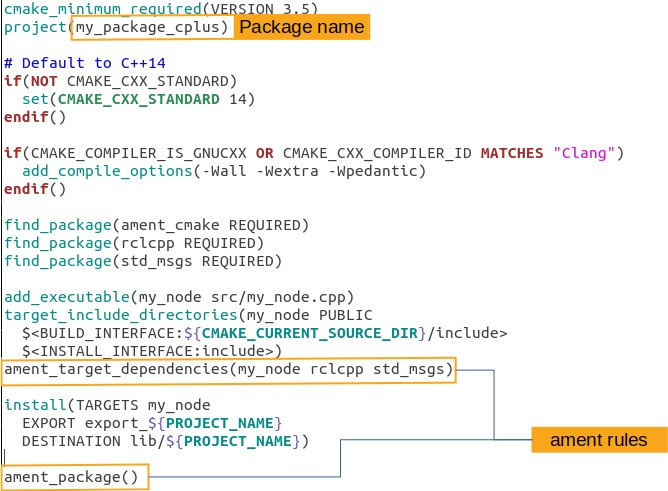 cmake_minimum_required(VERSION 3.5)
project(my_package_cplus) Package name
# Default to C++14
if(NOT CMAKE_CXX_STANDARD)
  set(CMAKE_CXX_STANDARD 14)
endif()
if(CMAKE_COMPILER_IS_GNUCXX OR CMAKE_CXX_COMPILER_ID MATCHES "Clang")
  add_compile_options(-Wall -Wextra -Wpedantic)
endif()
find_package(ament_cmake REQUIRED)
find_package(rclcpp REQUIRED)
find_package(std_msgs REQUIRED)
add_executable(my_node src/my_node.cpp)
target_include_directories(my_node PUBLIC
  $<BUILD_INTERFACE:${CMAKE_CURRENT_SOURCE_DIR}/include>
  $<INSTALL_INTERFACE:include>)
ament_target_dependencies(my_node rclcpp std_msgs)
install(TARGETS my_node
  EXPORT export_${PROJECT_NAME}
  DESTINATION lib/${PROJECT_NAME})
ament rules
ament_package()